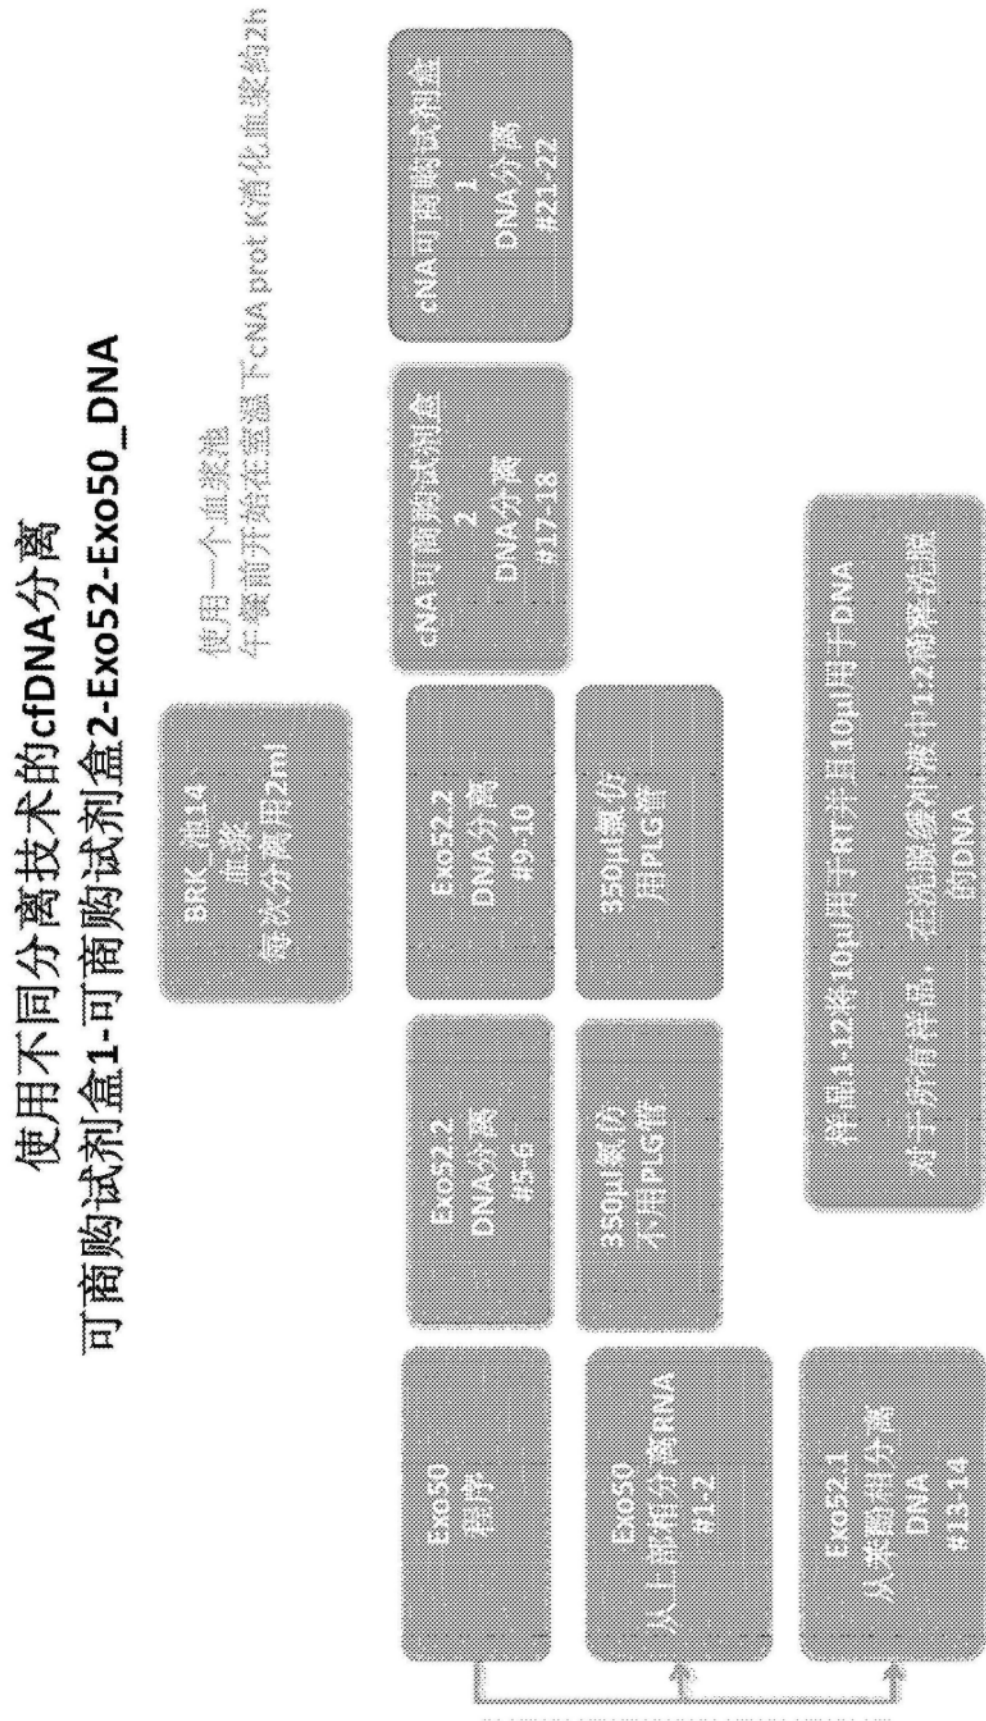 使用不同分离技术的cfDNA分离
可商购试剂盒1-可商购试剂盒2-Exo52-Exo50_DNA
使用一个血浆池
午餐前开始在室温下cNA prot K消化血浆约2h
BRK_池114
血浆
每次分离用2ml
Exo50
程序
Exo52.2
DNA分离
#5-6
Exo52.2
DNA分离
#9-10
cNA可商购试剂盒
2
DNA分离
#17-18
cNA可商购试剂盒
1
DNA分离
#21-22
Exo50
从上部相分离RNA
#1-2
350μl氯仿
不用PLG管
350μl氯仿
用PLG管
Exo52.1
从苯酚相分离
DNA
#13-14
样品1-12将10μl用于RT并且10μl用于DNA
对于所有样品，在洗脱缓冲液中1:2稀释洗脱
的DNA